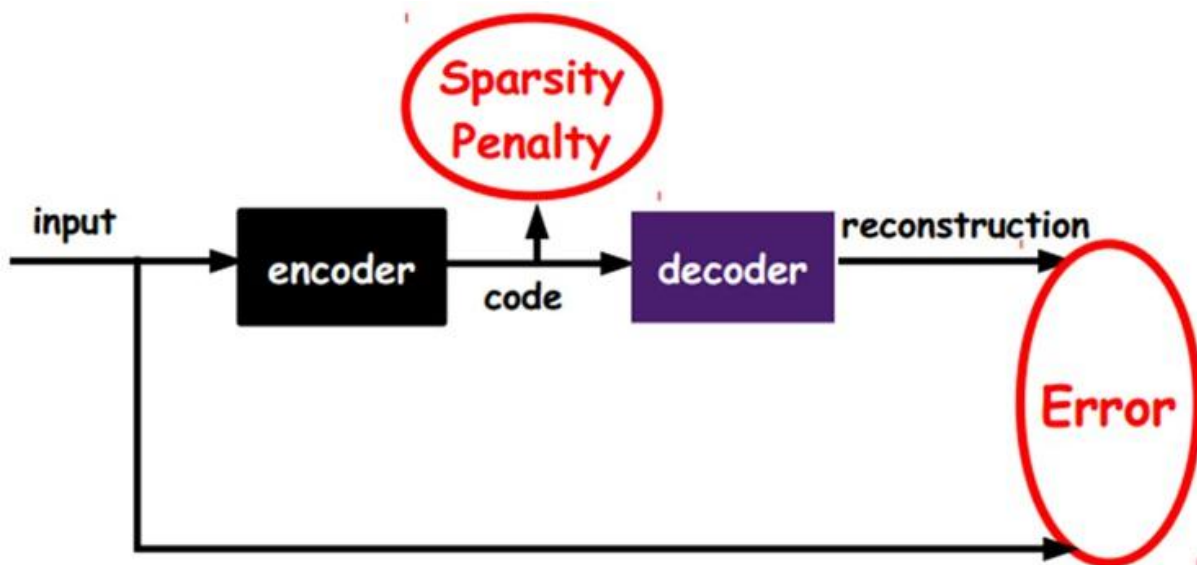 Sparsity
Penalty
input
encoder
code
decoder
reconstruction
Error